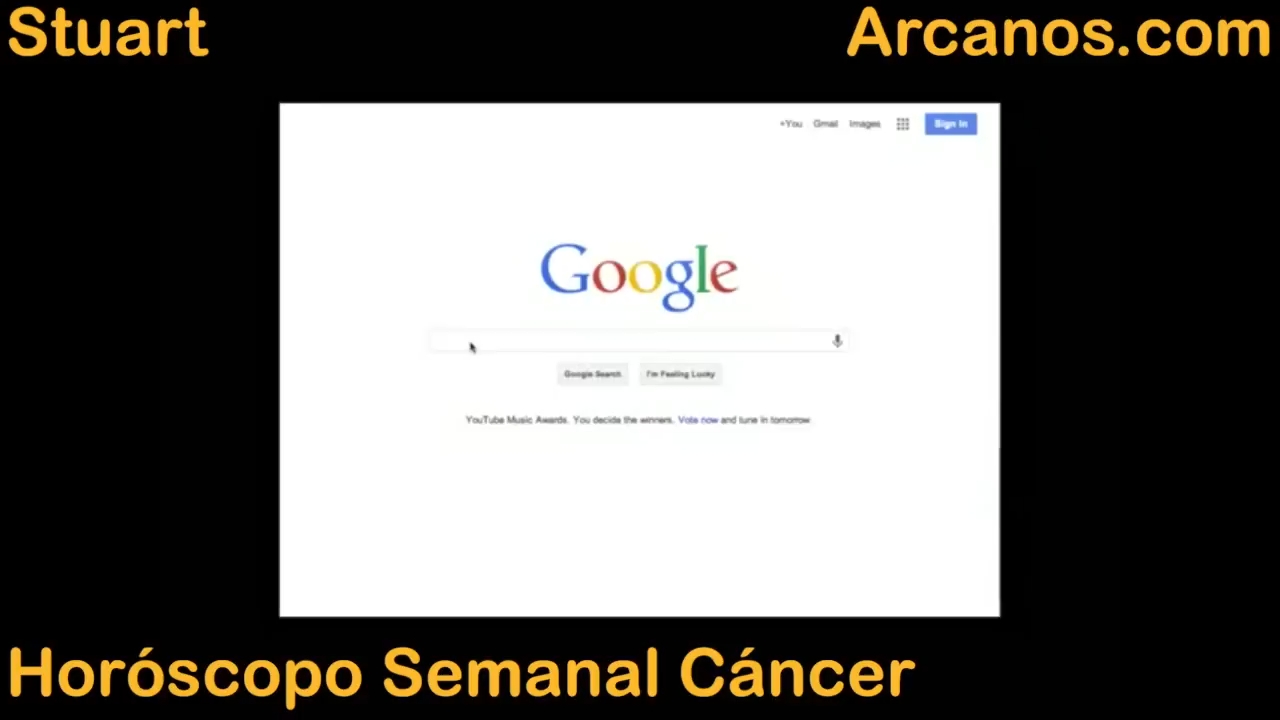 Stuart
Arcanos.com
+You Gmail Images Sign in
Google
Google Search I'm Feeling Lucky
YouTube Music Awards. You decide the winners. Vote now and tune in tomorrow
Horóscopo Semanal Cáncer